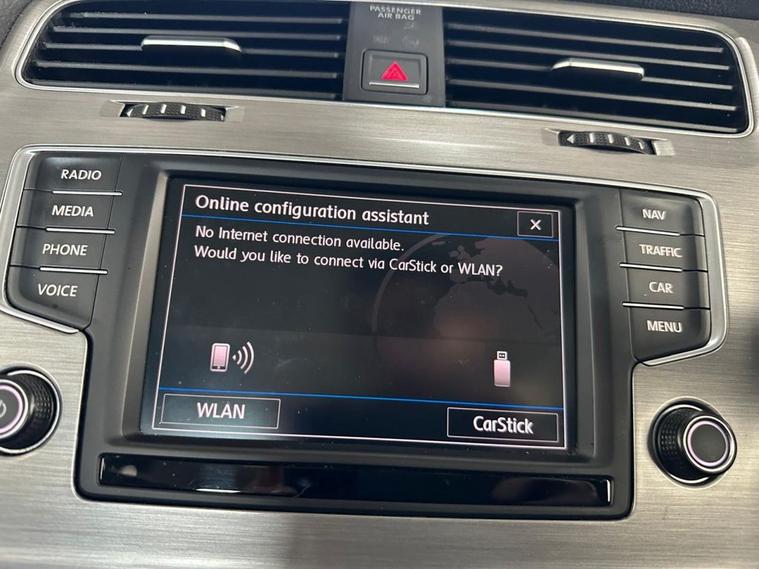 PASSENGER
AIR BAG
RADIO
MEDIA
PHONE
VOICE
Online configuration assistant
X
No Internet connection available.
Would you like to connect via CarStick or WLAN?
WLAN
CarStick
NAV
TRAFFIC
CAR
MENU